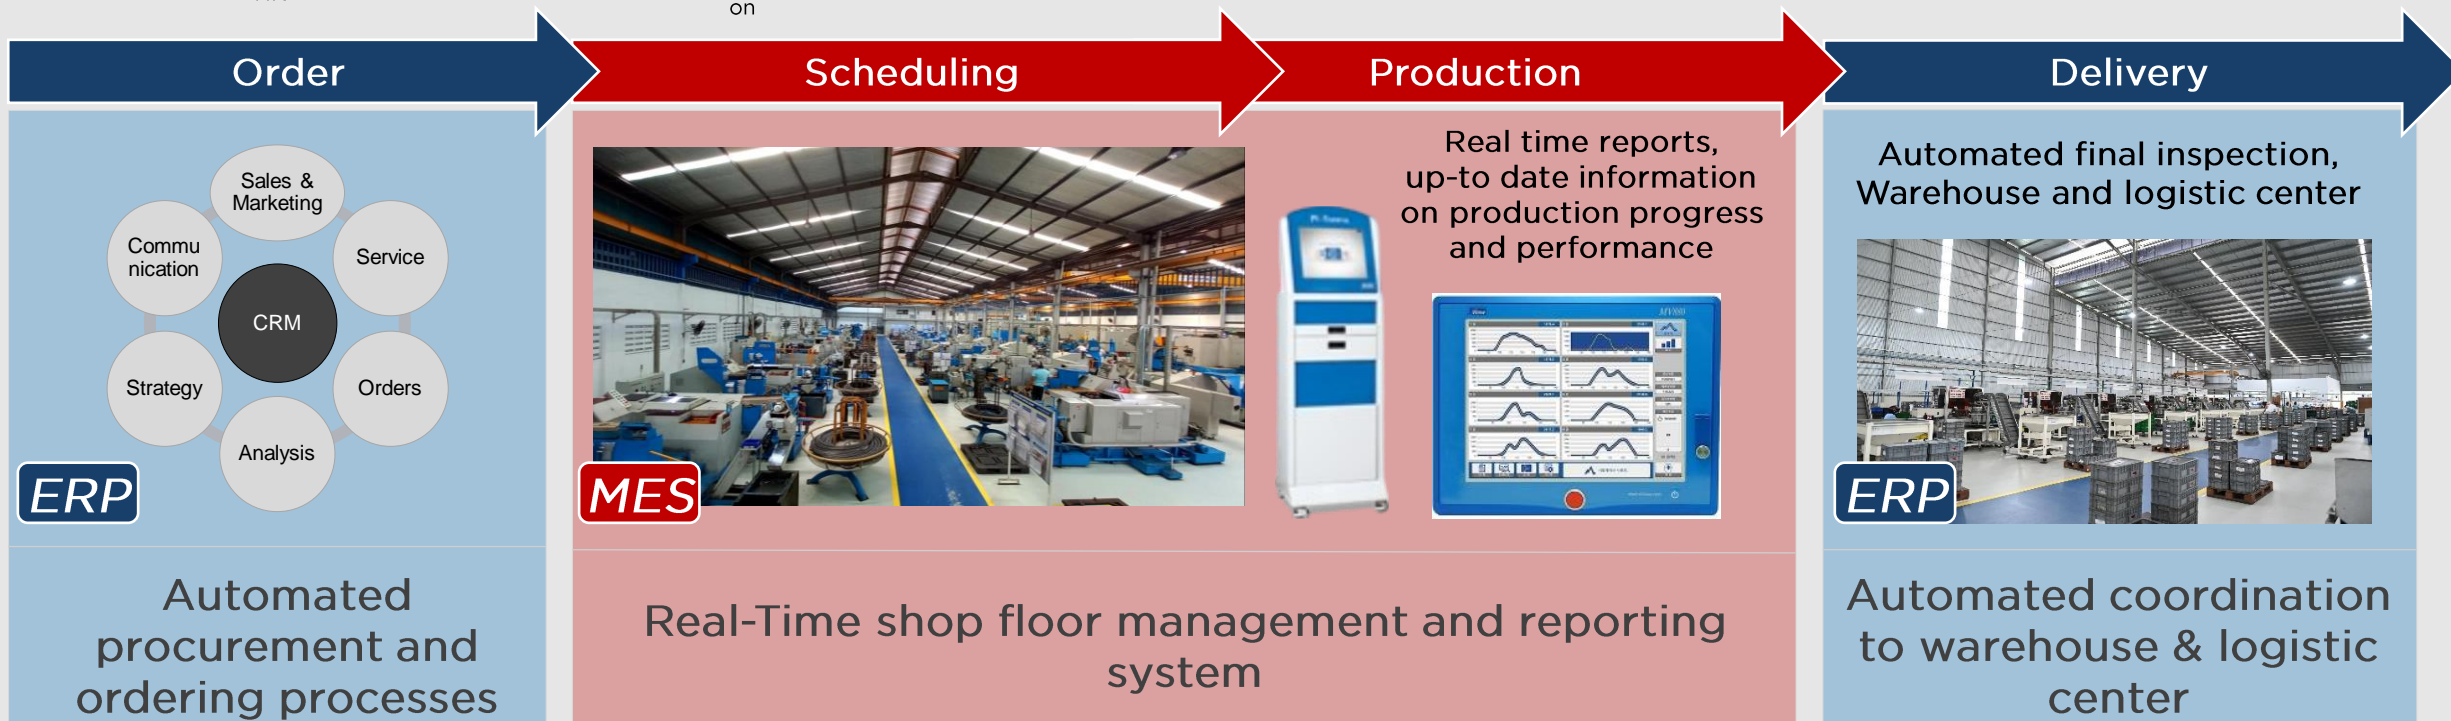 on
Order
Scheduling
Production
Delivery
Sales &
Marketing
Commu
nication
Service
CRM
Strategy
Orders
Analysis
ERP
Automated
procurement and
ordering processes
MES
Real time reports,
up-to date information
on production progress
and performance
Real-Time shop floor management and reporting
system
Automated final inspection,
Warehouse and logistic center
ERP
Automated coordination
to warehouse & logistic
center